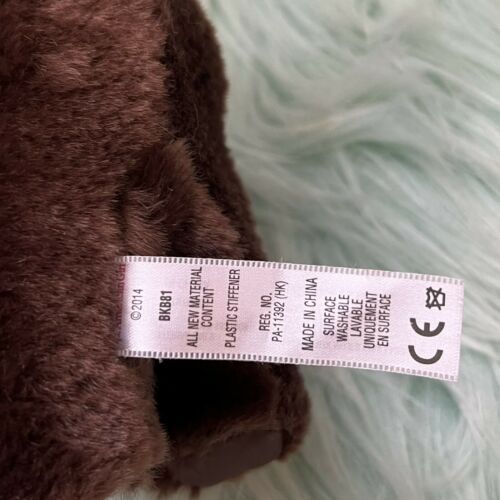 ©2014
BKB81
ALL NEW MATERIAL
CONTENT
PLASTIC STIFFENER
REG. NO.
PA-11392 (HK)
MADE IN CHINA
SURFACE
WASHABLE
LAVABLE
UNIQUEMENT
EN SURFACE
CE